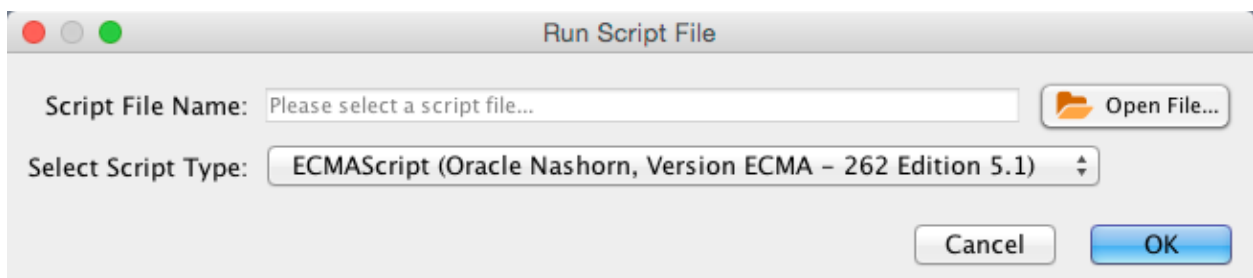 Run Script File
Script File Name: Please select a script file... Open File...
Select Script Type: ECMAScript (Oracle Nashorn, Version ECMA – 262 Edition 5.1)
Cancel OK